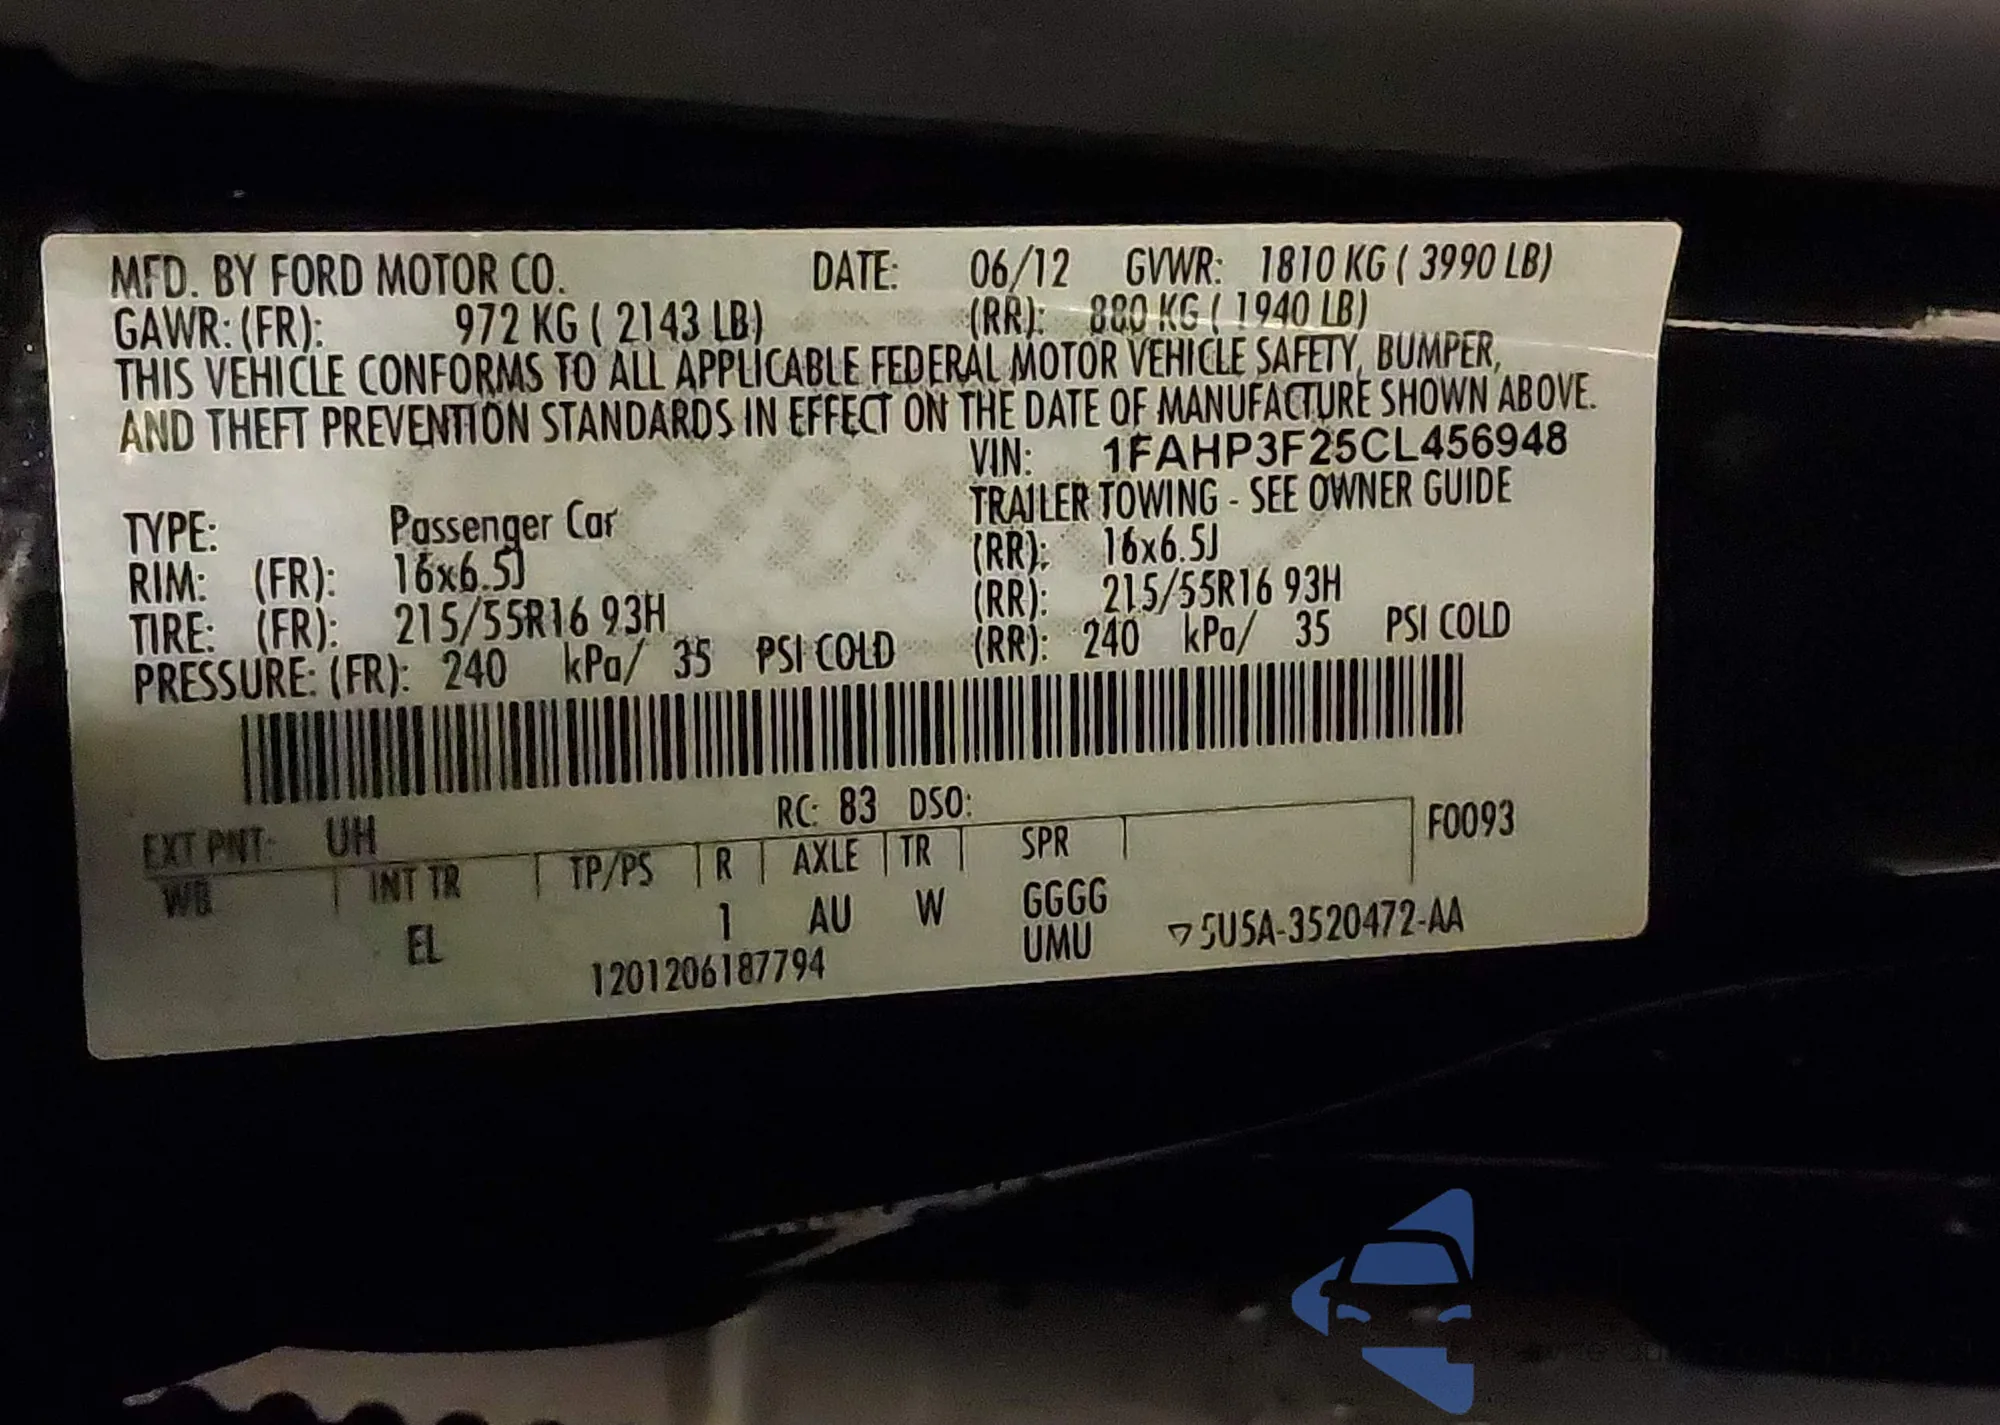 MFD. BY FORD MOTOR CO. DATE: 06/12 GVWR: 1810 KG ( 3990 LB)
GAWR: (FR): 972 KG ( 2143 LB) (RR): 880 KG ( 1940 LB)
THIS VEHICLE CONFORMS TO ALL APPLICABLE FEDERAL MOTOR VEHICLE SAFETY, BUMPER,
AND THEFT PREVENTION STANDARDS IN EFFECT ON THE DATE OF MANUFACTURE SHOWN ABOVE.
VIN: 1FAHP3F25CL456948
TRAILER TOWING - SEE OWNER GUIDE
TYPE: Passenger Car
RIM: (FR): 16x6.5J (RR): 16x6.5J
TIRE: (FR): 215/55R16 93H (RR): 215/55R16 93H
PRESSURE: (FR): 240 kPa/ 35 PSI COLD (RR): 240 kPa/ 35 PSI COLD
RC: 83 DSO:
EXT PNT: UH F0093
WB INT TR TP/PS R AXLE TR SPR
EL 1 AU W GGGG
UMU
1201206187794 ▽5U5A-3520472-AA